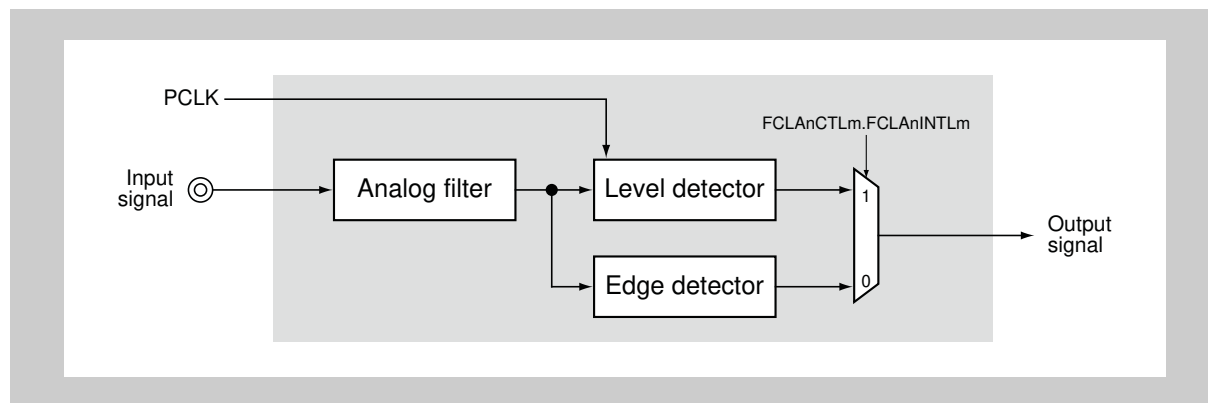 PCLK
FCLAnCTLm.FCLAnINTLm
Input
signal
Analog filter
Level detector
1
Output
signal
Edge detector
0